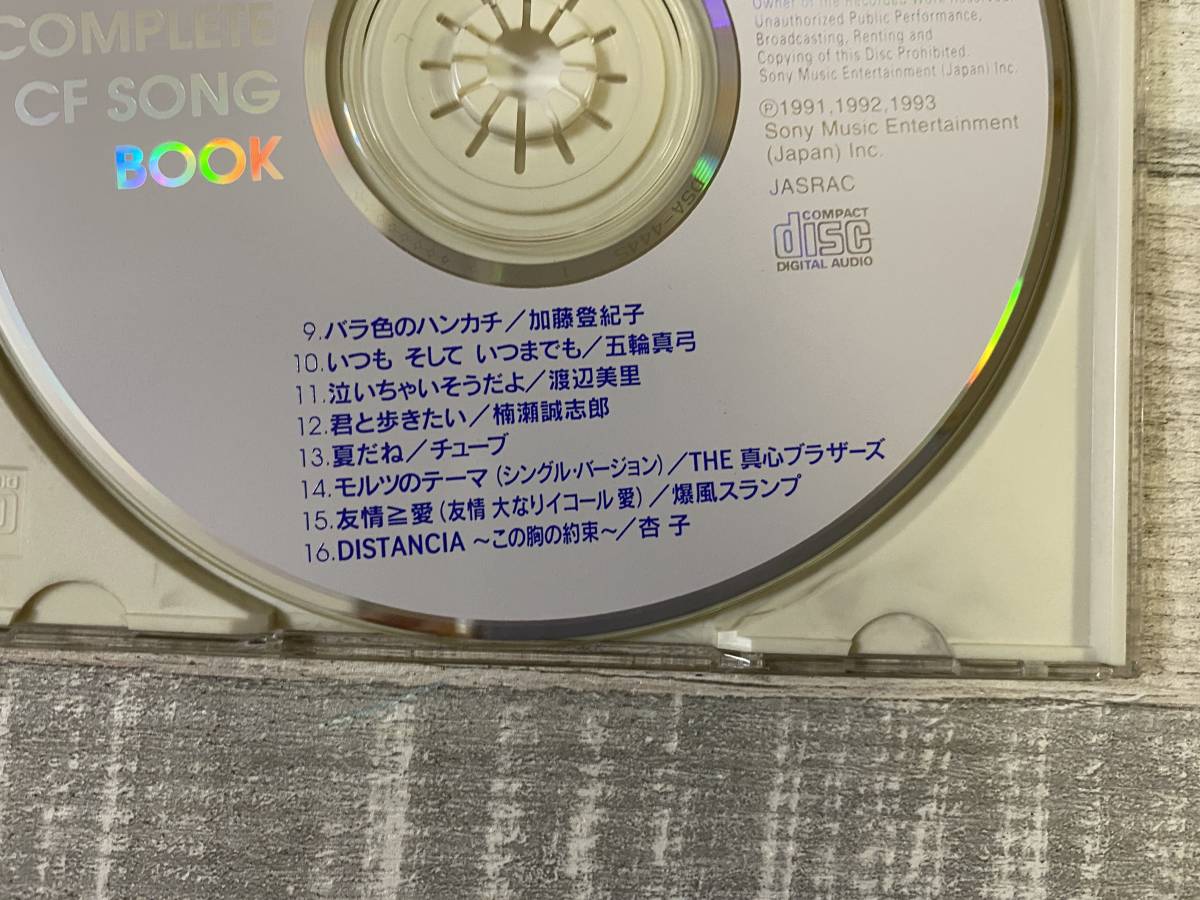 COMPLETE
CF SONG
BOOK
Owner of the Recorded Work Reserved.
Unauthorized Public Performance,
Broadcasting, Renting and
Copying of this Disc Prohibited.
Sony Music Entertainment (Japan) Inc.
℗1991,1992,1993
Sony Music Entertainment
(Japan) Inc.
JASRAC
COMPACT
disc
DIGITAL AUDIO
9.バラ色のハンカチ／加藤登紀子
10.いつも そして いつまでも／五輪真弓
11.泣いちゃいそうだよ／渡辺美里
12.君と歩きたい／楠瀬誠志郎
13.夏だね／チューブ
14.モルツのテーマ(シングル・バージョン)／THE 真心ブラザーズ
15.友情≧愛(友情 大なりイコール 愛)／爆風スランプ
16.DISTANCIA ～この胸の約束～／杏 子